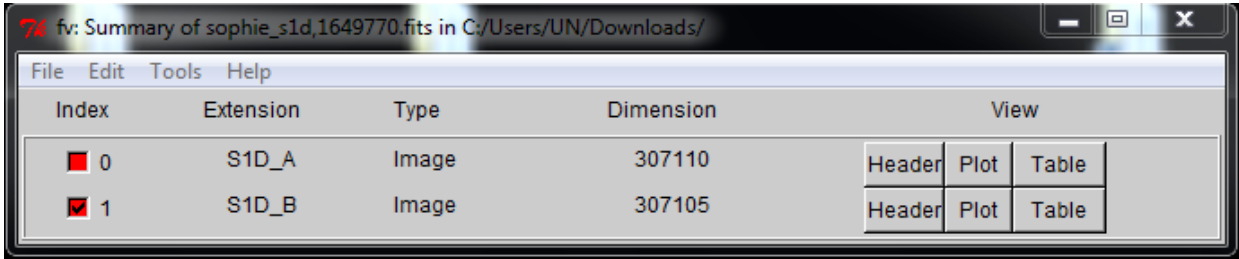 fv: Summary of sophie_s1d,1649770.fits in C:/Users/UN/Downloads/
File Edit Tools Help
Index Extension Type Dimension View
0 S1D_A Image 307110 Header Plot Table
1 S1D_B Image 307105 Header Plot Table